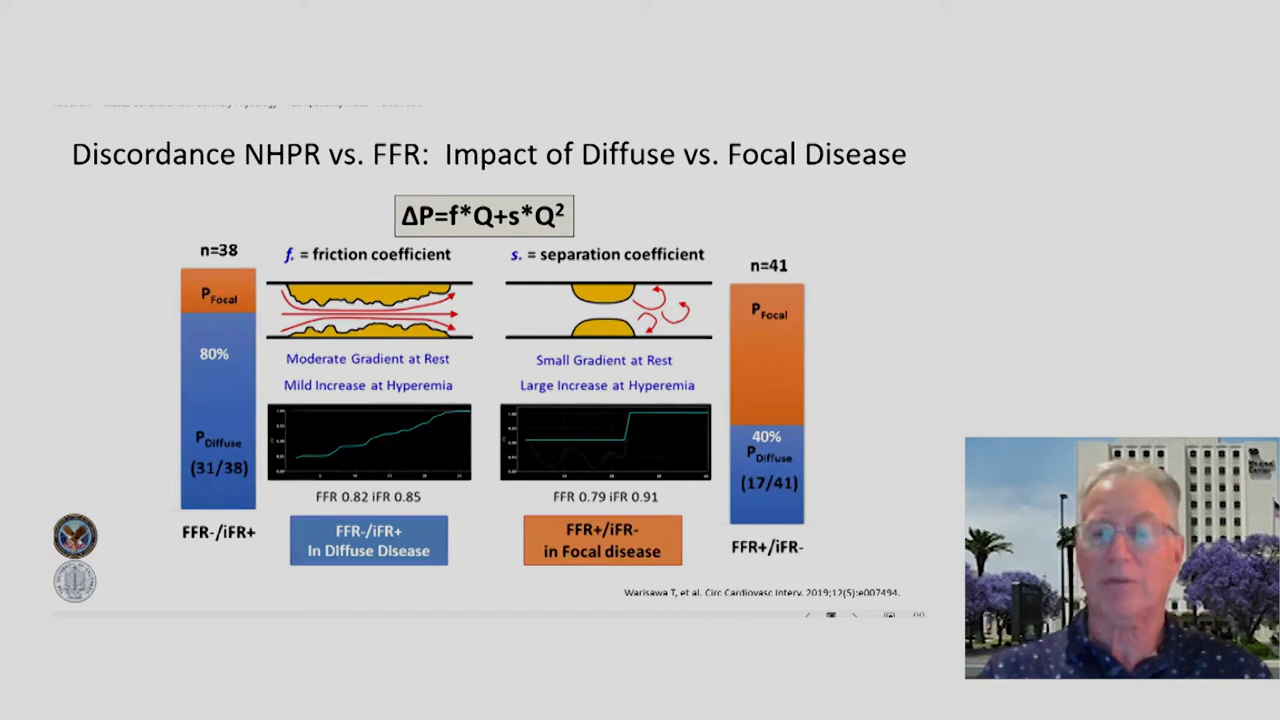 Discordance NHPR vs. FFR: Impact of Diffuse vs. Focal Disease
ΔP=f*Q+s*Q²
n=38
f. = friction coefficient
s. = separation coefficient
n=41
PFocal
PFocal
80%
Moderate Gradient at Rest
Mild Increase at Hyperemia
Small Gradient at Rest
Large Increase at Hyperemia
PDiffuse
(31/38)
40%
PDiffuse
(17/41)
FFR 0.82 iFR 0.85
FFR 0.79 iFR 0.91
FFR-/iFR+
FFR-/iFR+
In Diffuse Disease
FFR+/iFR-
in Focal disease
FFR+/iFR-
Warisawa T, et al. Circ Cardiovasc Interv. 2019;12(5):e007494.